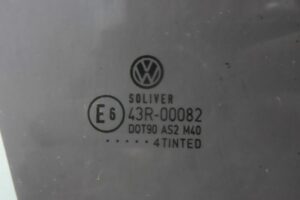 SOLIVER
E6 43R-00082
DOT90 AS2 M40
·····4TINTED